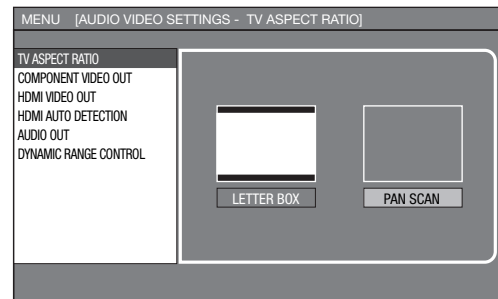 MENU [AUDIO VIDEO SETTINGS - TV ASPECT RATIO]
TV ASPECT RATIO
COMPONENT VIDEO OUT
HDMI VIDEO OUT
HDMI AUTO DETECTION
AUDIO OUT
DYNAMIC RANGE CONTROL
LETTER BOX
PAN SCAN